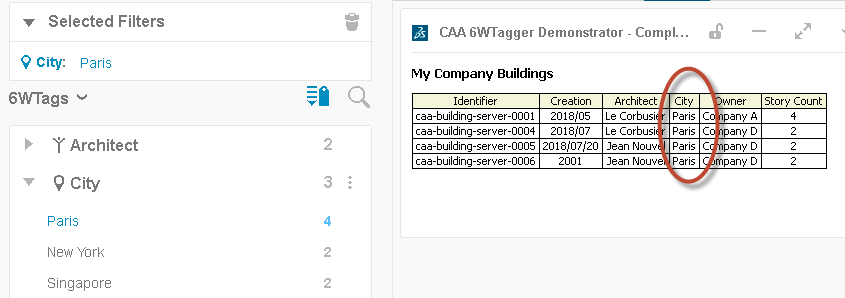 Selected Filters
City: Paris
6WTags
Architect 2
City 3
Paris 4
New York 2
Singapore 2
CAA 6WTagger Demonstrator - Compl...
My Company Buildings
Identifier Creation Architect City Owner Story Count
caa-building-server-0001 2018/05 Le Corbusier Paris Company A 4
caa-building-server-0004 2018/07 Le Corbusier Paris Company D 2
caa-building-server-0005 2018/07/20 Jean Nouvel Paris Company D 2
caa-building-server-0006 2001 Jean Nouvel Paris Company D 2